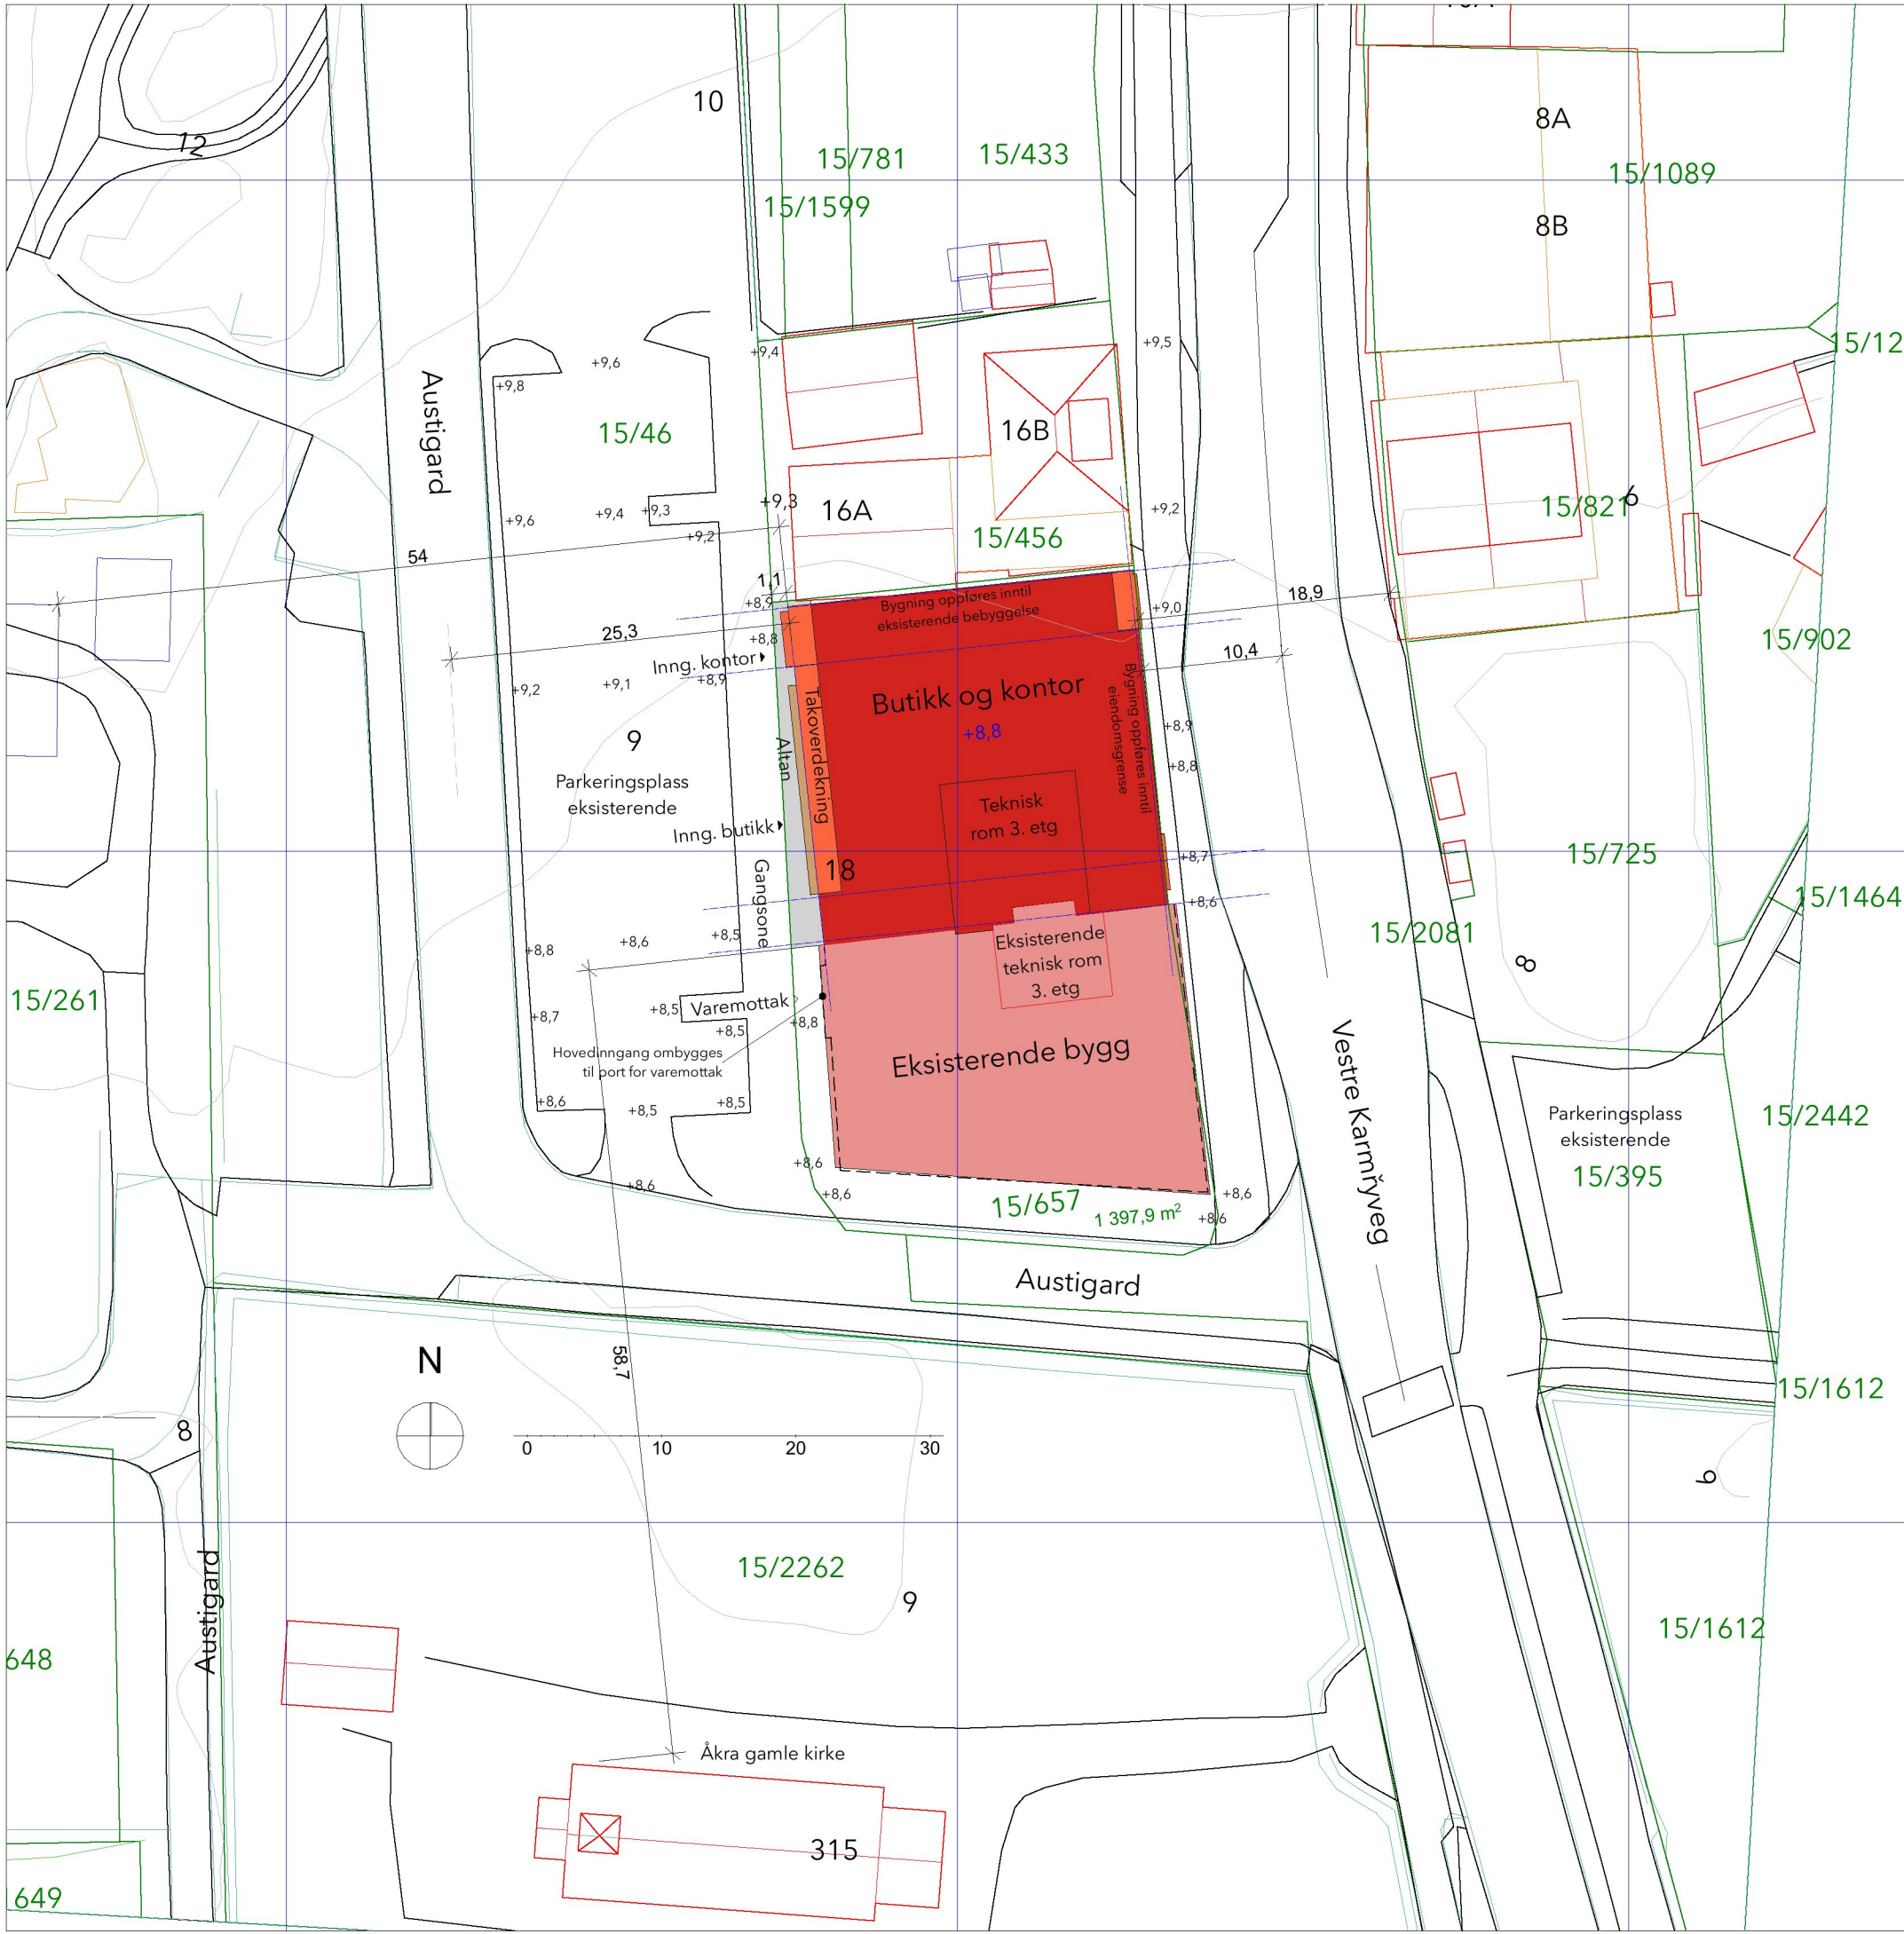 10
8A
12
15/781
15/433
15/1089
15/1599
8B
+9,5
15/12
+9,4
+9,6
+9,8
Austigard
15/46
16B
+9,3
16A
+9,2
6
15/821
+9,6
+9,4
+9,3
+9,2
15/456
54
1,1
18,9
+8,9
Bygning oppføres inntil
eksisterende bebyggelse
+9,0
25,3
+8,8
15/902
10,4
Inng. kontor
+8,9
+9,2
+9,1
Butikk og kontor
+8,8
Bygning oppføres inntil
eiendomsgrense
+8,9
9
Takoverdekning
Altan
+8,8
Parkeringsplass
eksisterende
Teknisk
rom 3. etg
Inng. butikk
15/725
+8,7
18
Gangsone
15/1464
+8,6
15/2081
+8,5
+8,6
+8,8
Eksisterende
teknisk rom
3. etg
8
15/261
+8,5
Varemottak
+8,7
+8,8
+8,5
Hovedinngang ombygges
til port for varemottak
Eksisterende bygg
Vestre Karmřyveg
+8,6
+8,5
+8,5
Parkeringsplass
eksisterende
15/2442
15/395
+8,6
+8,6
+8,6
+8,6
15/657
1 397,9 m²
+8,6
Austigard
N
58,7
15/1612
8
0
10
20
30
9
15/2262
9
Austigard
15/1612
648
Åkra gamle kirke
315
1649